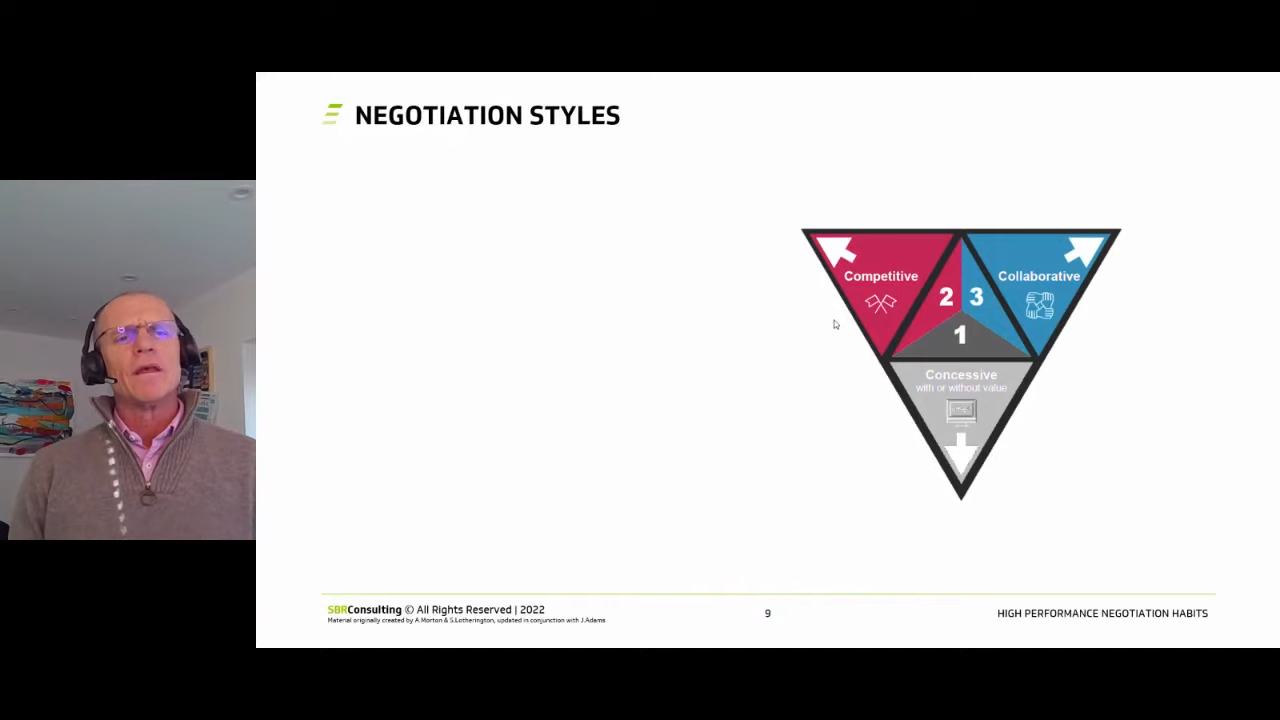 NEGOTIATION STYLES
Competitive
Collaborative
2 3
1
Concessive
with or without value
SBRConsulting © All Rights Reserved | 2022
Material originally created by A.Morton & S.Lotherington, updated in conjunction with J.Adams
9
HIGH PERFORMANCE NEGOTIATION HABITS